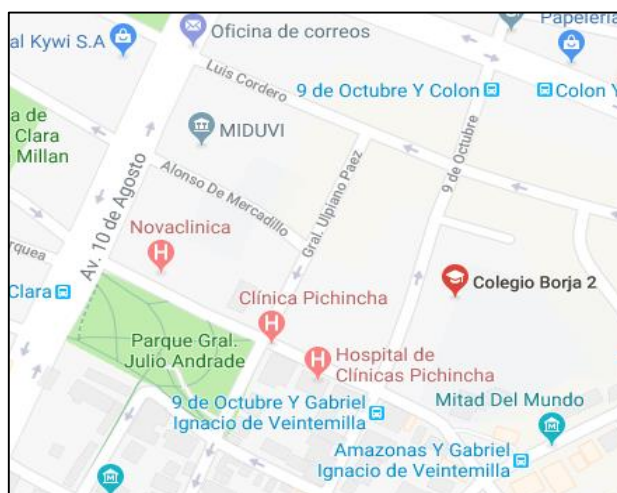 Oficina de correos
Papelería
al Kywi S.A
Luis Cordero
9 de Octubre Y Colon
Colon Y
a de
Clara
Millan
MIDUVI
Alonso De Mercadillo
Gral. Ulpiano Paez
9 de Octubre
Av. 10 de Agosto
Novaclinica
H
arquea
Clara
Clínica Pichincha
H
Colegio Borja 2
Parque Gral.
Julio Andrade
Hospital de
Clínicas Pichincha
H
9 de Octubre Y Gabriel
Ignacio de Veintemilla
Mitad Del Mundo
Amazonas Y Gabriel
Ignacio de Veintemilla